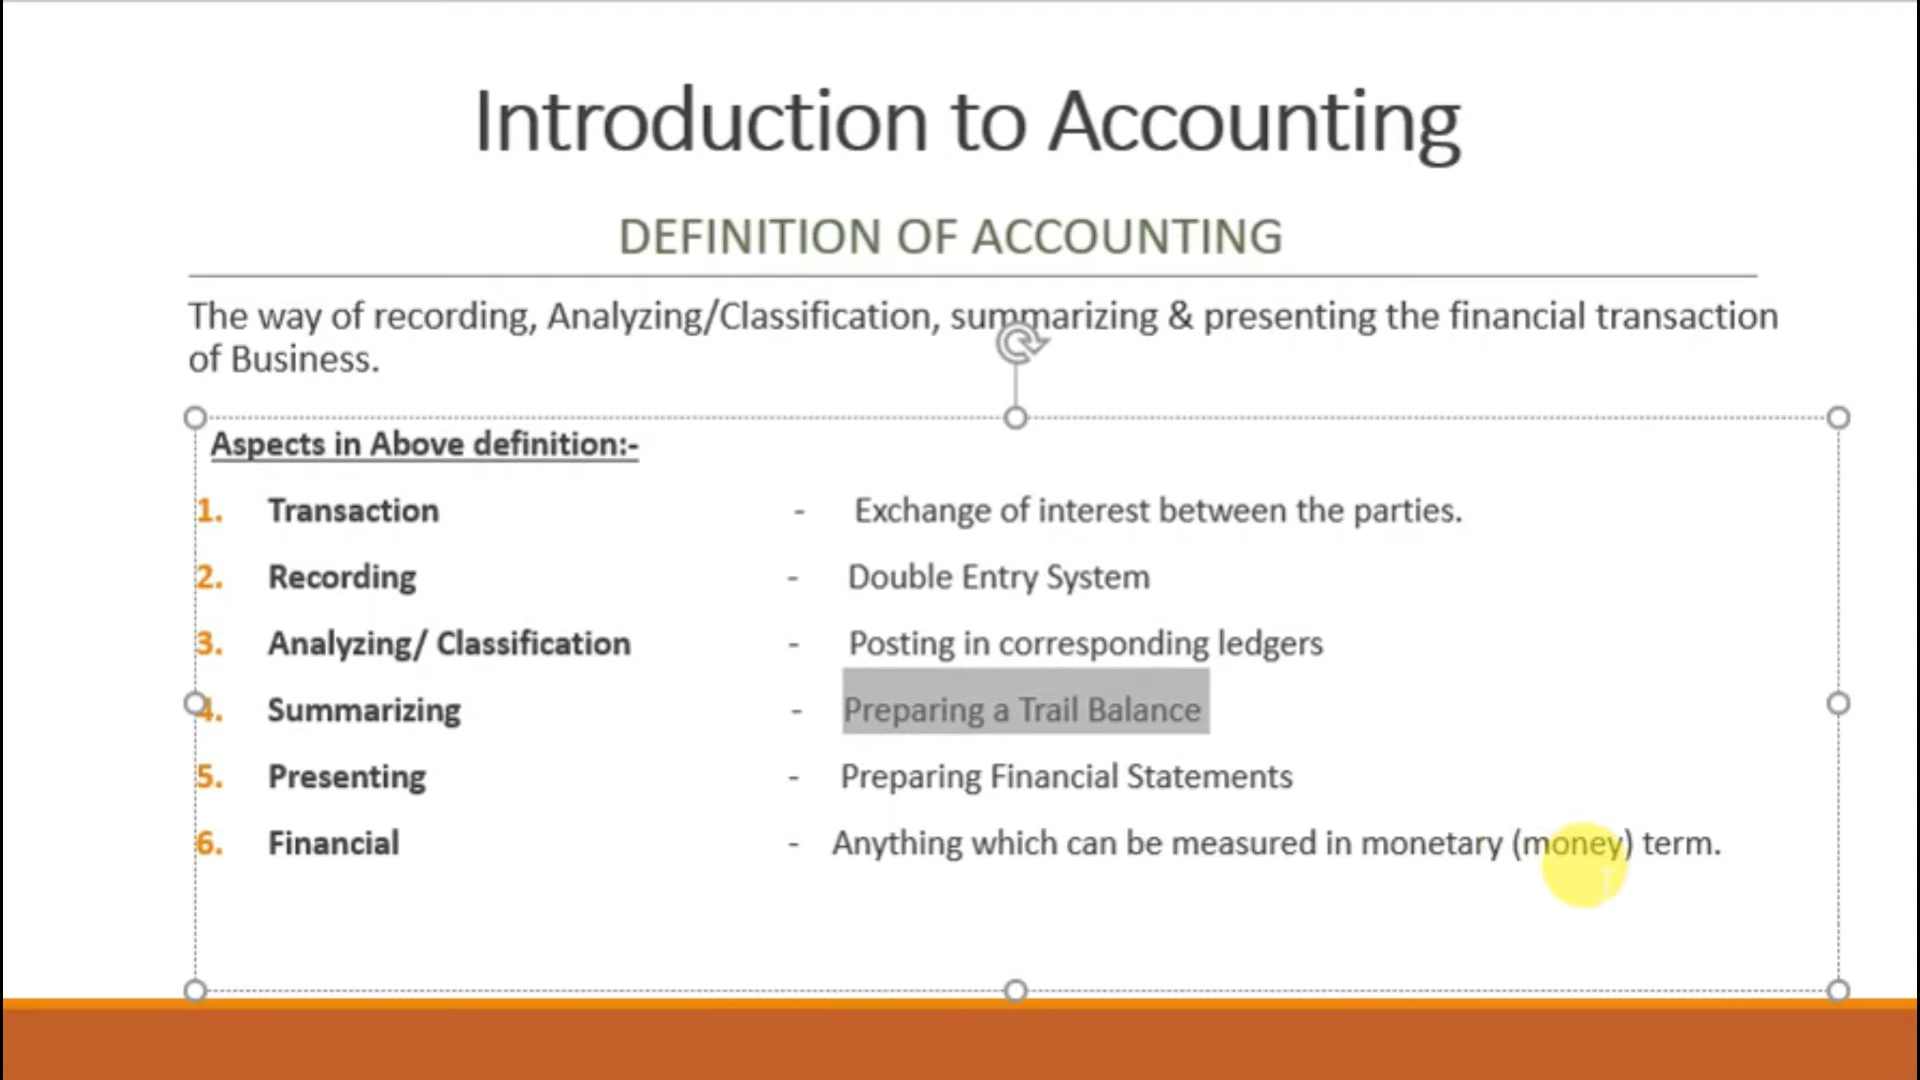 Introduction to Accounting
DEFINITION OF ACCOUNTING
The way of recording, Analyzing/Classification, summarizing & presenting the financial transaction
of Business.
Aspects in Above definition:-
1. Transaction - Exchange of interest between the parties.
2. Recording - Double Entry System
3. Analyzing/ Classification - Posting in corresponding ledgers
4. Summarizing - Preparing a Trail Balance
5. Presenting - Preparing Financial Statements
6. Financial - Anything which can be measured in monetary (money) term.